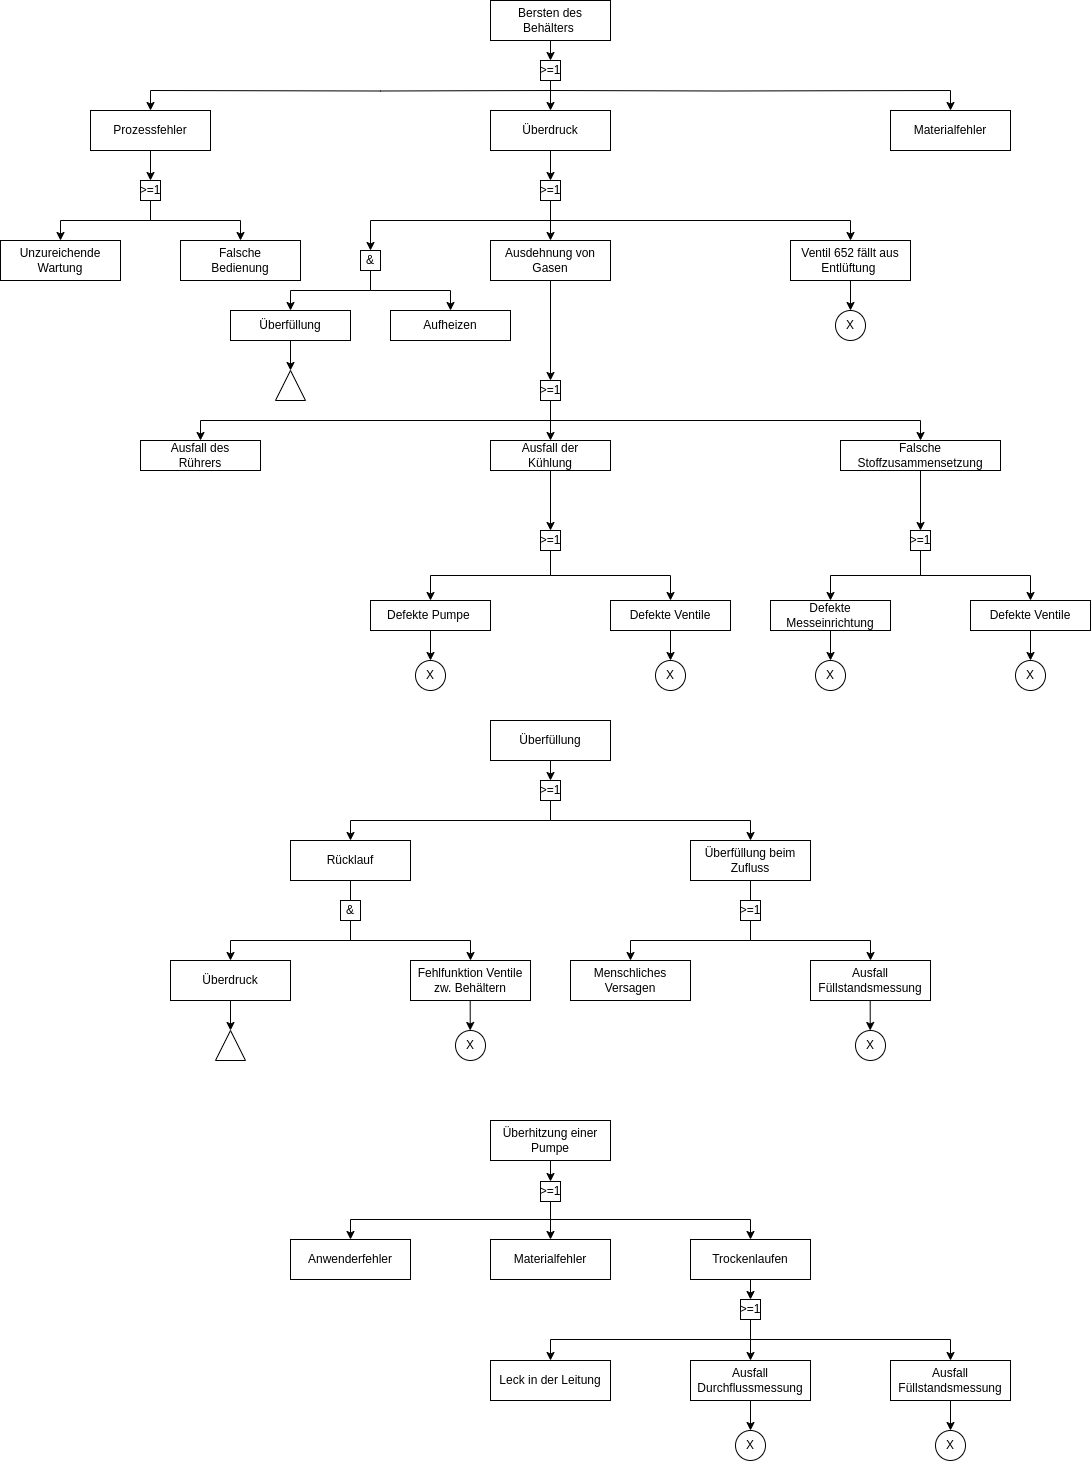 Bersten des
Behälters
>=1
Prozessfehler
Überdruck
Materialfehler
>=1
>=1
Unzureichende
Wartung
Falsche
Bedienung
&
Ausdehnung von
Gasen
Ventil 652 fällt aus
Entlüftung
Überfüllung
Aufheizen
X
>=1
Ausfall des
Rührers
Ausfall der
Kühlung
Falsche
Stoffzusammensetzung
>=1
>=1
Defekte Pumpe
Defekte Ventile
Defekte
Messeinrichtung
Defekte Ventile
X
X
X
X
Überfüllung
>=1
Rücklauf
Überfüllung beim
Zufluss
&
>=1
Überdruck
Fehlfunktion Ventile
zw. Behältern
Menschliches
Versagen
Ausfall
Füllstandsmessung
X
X
Überhitzung einer
Pumpe
>=1
Anwenderfehler
Materialfehler
Trockenlaufen
>=1
Leck in der Leitung
Ausfall
Durchflussmessung
Ausfall
Füllstandsmessung
X
X